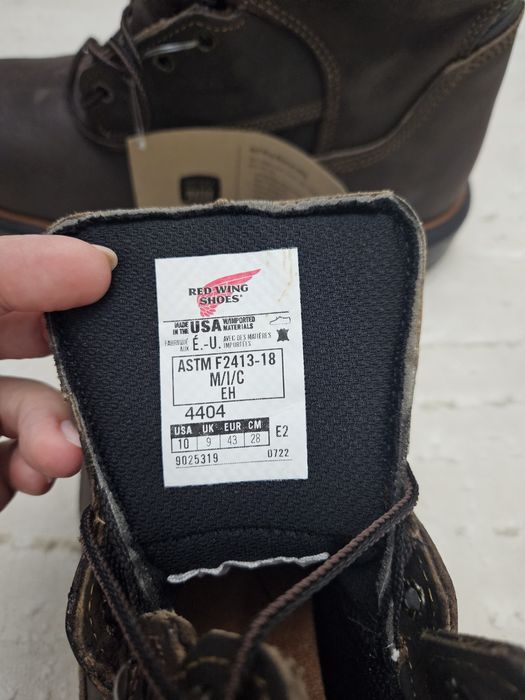 RED WING
SHOES®
MADE IN THE USA W/IMPORTED MATERIALS
FABRIQUÉ AUX É.-U. AVEC DES MATIÈRES IMPORTÉES
ASTM F2413-18
M/I/C
EH
4404
USA UK EUR CM
10 9 43 28 E2
9025319 0722